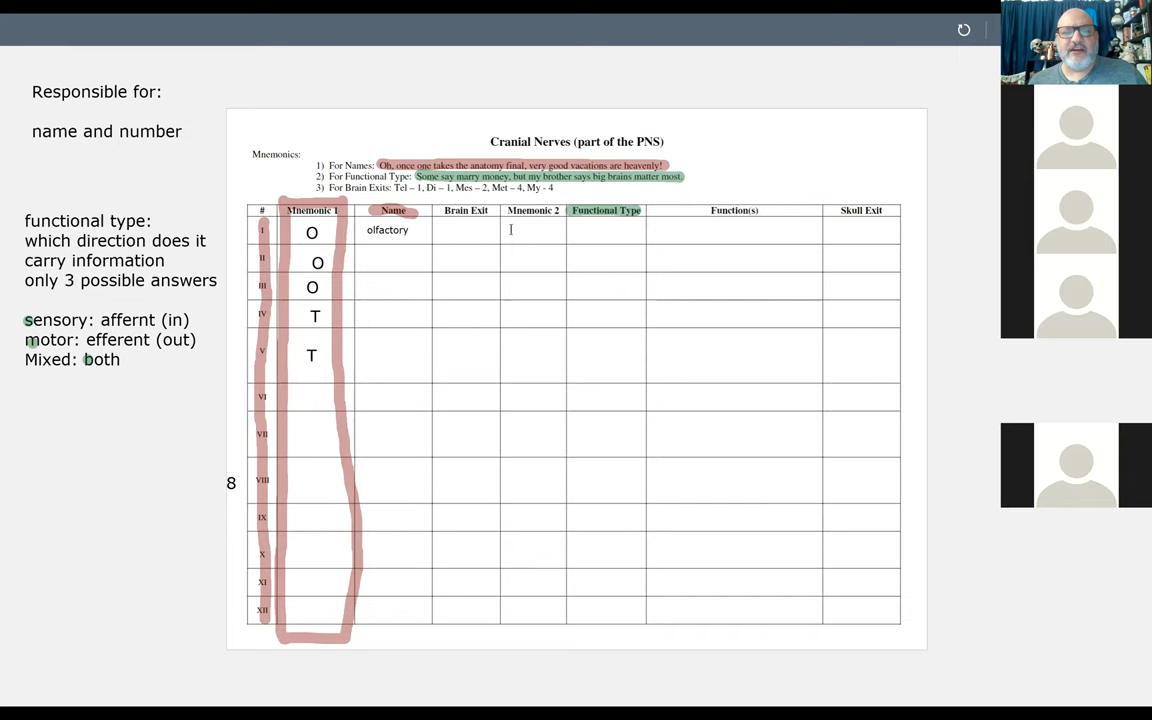 Responsible for:
name and number
functional type:
which direction does it
carry information
only 3 possible answers
sensory: affernt (in)
motor: efferent (out)
Mixed: both
Cranial Nerves (part of the PNS)
Mnemonics:
1) For Names: Oh, once one takes the anatomy final, very good vacations are heavenly!
2) For Functional Type: Some say marry money, but my brother says big brains matter most.
3) For Brain Exits: Tel – 1, Di – 1, Mes – 2, Met – 4, My - 4
# Mnemonic 1 Name Brain Exit Mnemonic 2 Functional Type Function(s) Skull Exit
I O olfactory
II O
III O
IV T
V T
VI
VII
8 VIII
IX
X
XI
XII